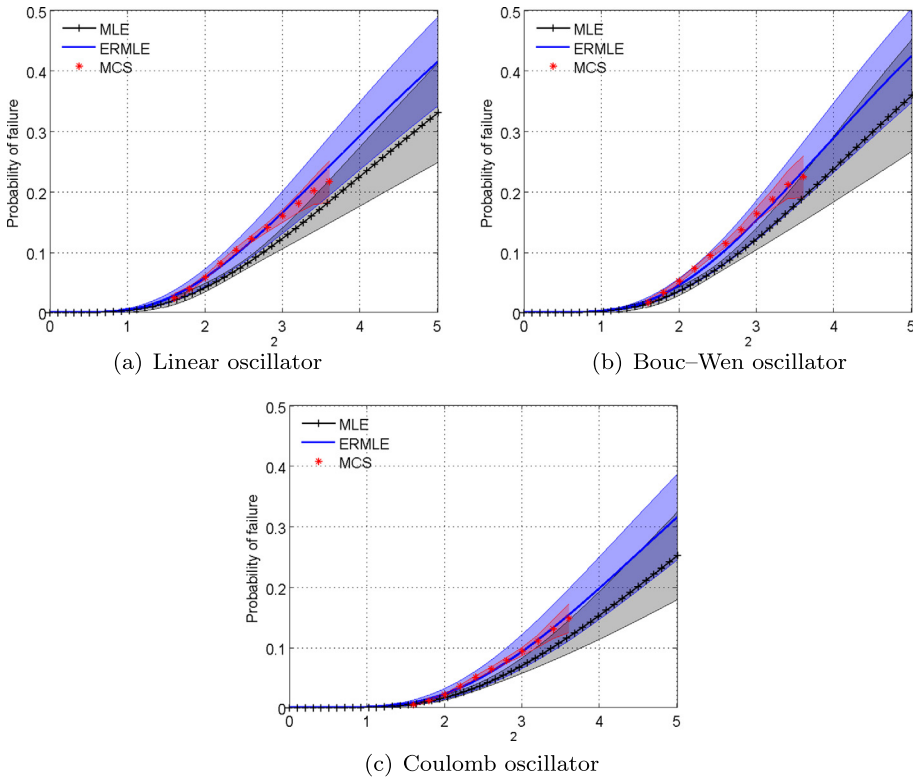 0.5
0.4
0.3
0.2
0.1
0
Probability of failure
MLE
ERMLE
MCS
0 1 2 3 4 5
2
(a) Linear oscillator
0.5
0.4
0.3
0.2
0.1
0
Probability of failure
MLE
ERMLE
MCS
0 1 2 3 4 5
2
(b) Bouc–Wen oscillator
0.5
0.4
0.3
0.2
0.1
0
Probability of failure
MLE
ERMLE
MCS
0 1 2 3 4 5
2
(c) Coulomb oscillator